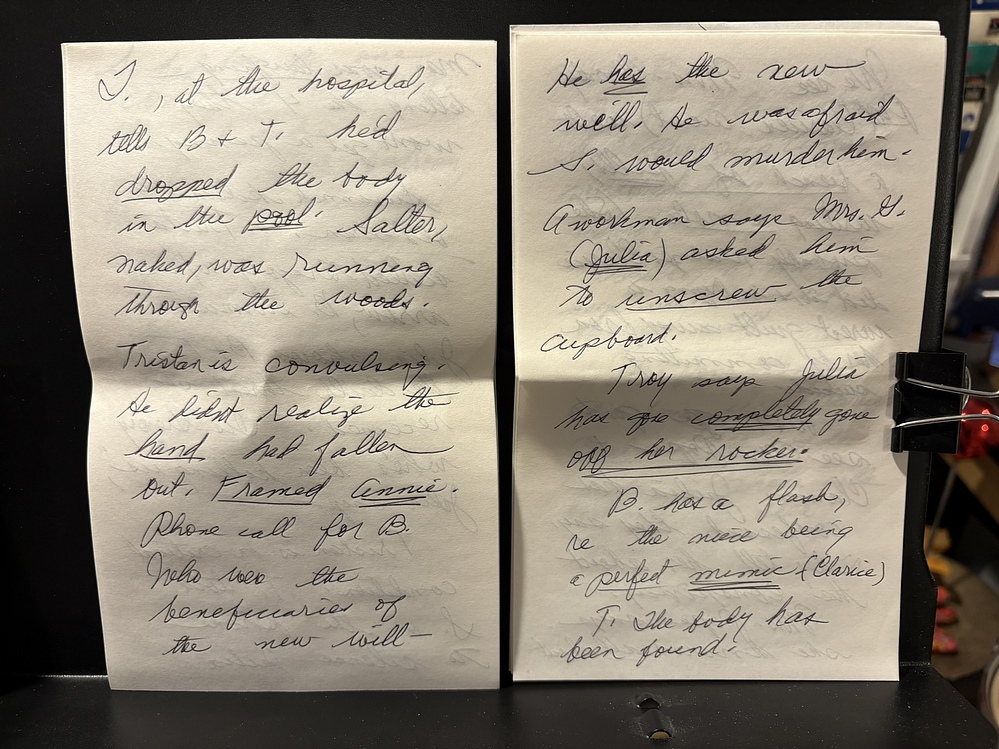 T., at the hospital,
tells B + T. he'd
dropped the body
in the pool. Salter,
naked, was running
through the woods.
Tristan is convulsing.
He didn't realize the
hand had fallen
out. Framed Annie.
Phone call for B.
Who were the
beneficiaries of
the new will—
He has the new
will. He was afraid
S. would murder him.
A workman says Mrs. G.
(Julia) asked him
to unscrew the
cupboard.
Troy says Julia
has gone completely gone
off her rocker.
B. has a flash,
re the niece being
a perfect mimic (Clarice)
T. The body has
been found.